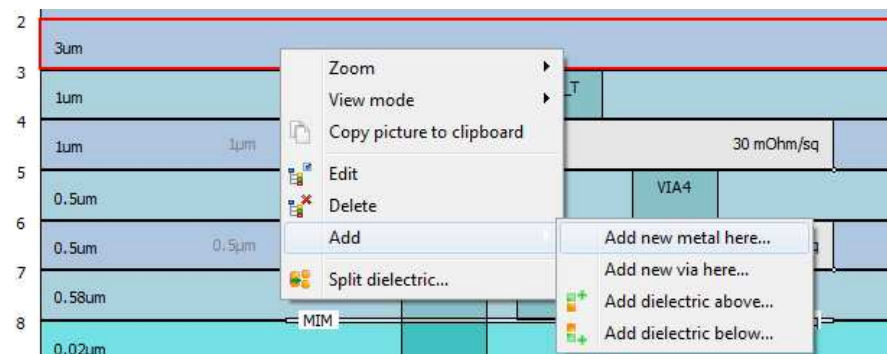 2
3um
3
1um
_T
4
1um 1µm 30 mOhm/sq
5
0.5um VIA4
6
0.5um 0.5µm q
7
0.58um
8
MIM
0.02um
Zoom
View mode
Copy picture to clipboard
Edit
Delete
Add
Split dielectric...
Add new metal here...
Add new via here...
Add dielectric above...
Add dielectric below...